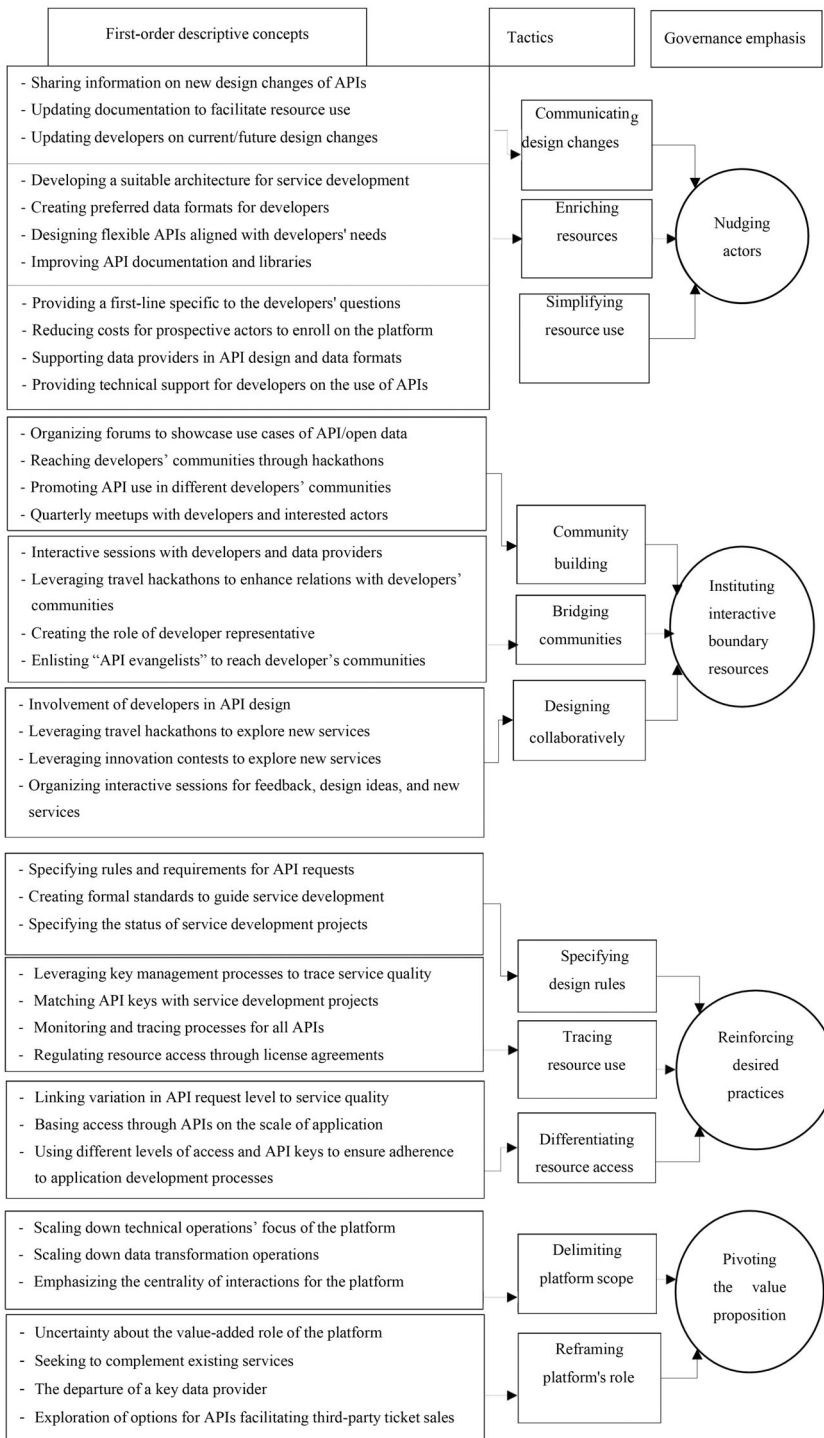 First-order descriptive concepts
Tactics
Governance emphasis
- Sharing information on new design changes of APIs
- Updating documentation to facilitate resource use
- Updating developers on current/future design changes
Communicating
design changes
- Developing a suitable architecture for service development
- Creating preferred data formats for developers
- Designing flexible APIs aligned with developers' needs
- Improving API documentation and libraries
Enriching
resources
- Providing a first-line specific to the developers' questions
- Reducing costs for prospective actors to enroll on the platform
- Supporting data providers in API design and data formats
- Providing technical support for developers on the use of APIs
Simplifying
resource use
Nudging
actors
- Organizing forums to showcase use cases of API/open data
- Reaching developers’ communities through hackathons
- Promoting API use in different developers’ communities
- Quarterly meetups with developers and interested actors
Community
building
- Interactive sessions with developers and data providers
- Leveraging travel hackathons to enhance relations with developers’
communities
- Creating the role of developer representative
- Enlisting “API evangelists” to reach developer’s communities
Bridging
communities
- Involvement of developers in API design
- Leveraging travel hackathons to explore new services
- Leveraging innovation contests to explore new services
- Organizing interactive sessions for feedback, design ideas, and new
services
Designing
collaboratively
Instituting
interactive
boundary
resources
- Specifying rules and requirements for API requests
- Creating formal standards to guide service development
- Specifying the status of service development projects
Specifying
design rules
- Leveraging key management processes to trace service quality
- Matching API keys with service development projects
- Monitoring and tracing processes for all APIs
- Regulating resource access through license agreements
Tracing
resource use
- Linking variation in API request level to service quality
- Basing access through APIs on the scale of application
- Using different levels of access and API keys to ensure adherence
to application development processes
Differentiating
resource access
Reinforcing
desired
practices
- Scaling down technical operations’ focus of the platform
- Scaling down data transformation operations
- Emphasizing the centrality of interactions for the platform
Delimiting
platform scope
- Uncertainty about the value-added role of the platform
- Seeking to complement existing services
- The departure of a key data provider
- Exploration of options for APIs facilitating third-party ticket sales
Reframing
platform's role
Pivoting
the value
proposition